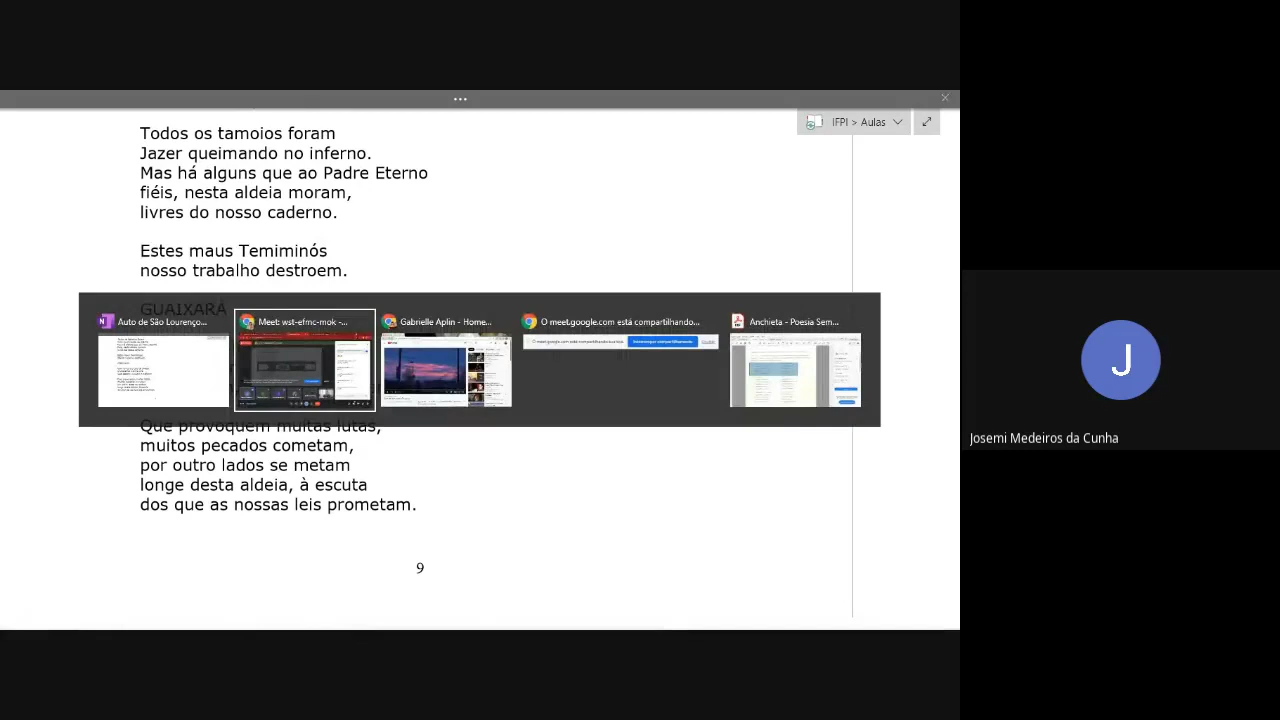 IFPI > Aulas
Todos os tamoios foram
Jazer queimando no inferno.
Mas há alguns que ao Padre Eterno
fiéis, nesta aldeia moram,
livres do nosso caderno.
Estes maus Temiminós
nosso trabalho destroem.
GUAIXARÁ
Auto de São Lourenço...
Meet: wst-efmc-mok -...
Gabrielle Aplin - Home...
O meet.google.com está compartilhando...
Anchieta - Poesia Sem...
Que provoquem muitas lutas,
muitos pecados cometam,
por outro lados se metam
longe desta aldeia, à escuta
dos que as nossas leis prometam.
9
J
Josemi Medeiros da Cunha